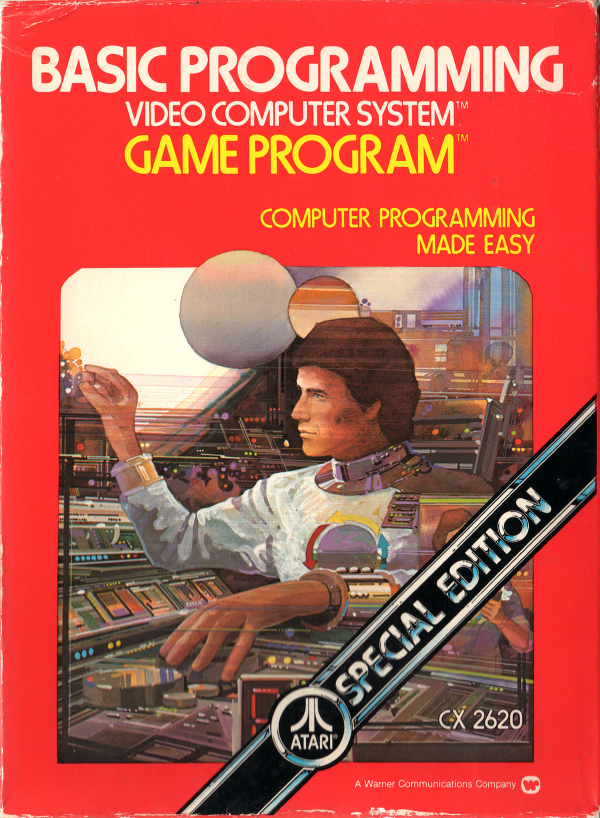 BASIC PROGRAMMING
VIDEO COMPUTER SYSTEM™
GAME PROGRAM™
COMPUTER PROGRAMMING
MADE EASY
SPECIAL EDITION
ATARI®
CX 2620
A Warner Communications Company